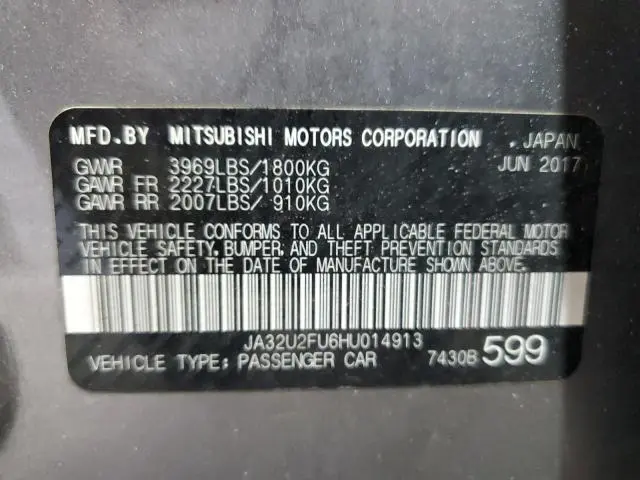 MFD.BY MITSUBISHI MOTORS CORPORATION . JAPAN
GVWR 3969LBS/1800KG JUN 2017
GAWR FR 2227LBS/1010KG
GAWR RR 2007LBS/ 910KG
THIS VEHICLE CONFORMS TO ALL APPLICABLE FEDERAL MOTOR
VEHICLE SAFETY, BUMPER, AND THEFT PREVENTION STANDARDS
IN EFFECT ON THE DATE OF MANUFACTURE SHOWN ABOVE.
JA32U2FU6HU014913
VEHICLE TYPE: PASSENGER CAR 7430B 599